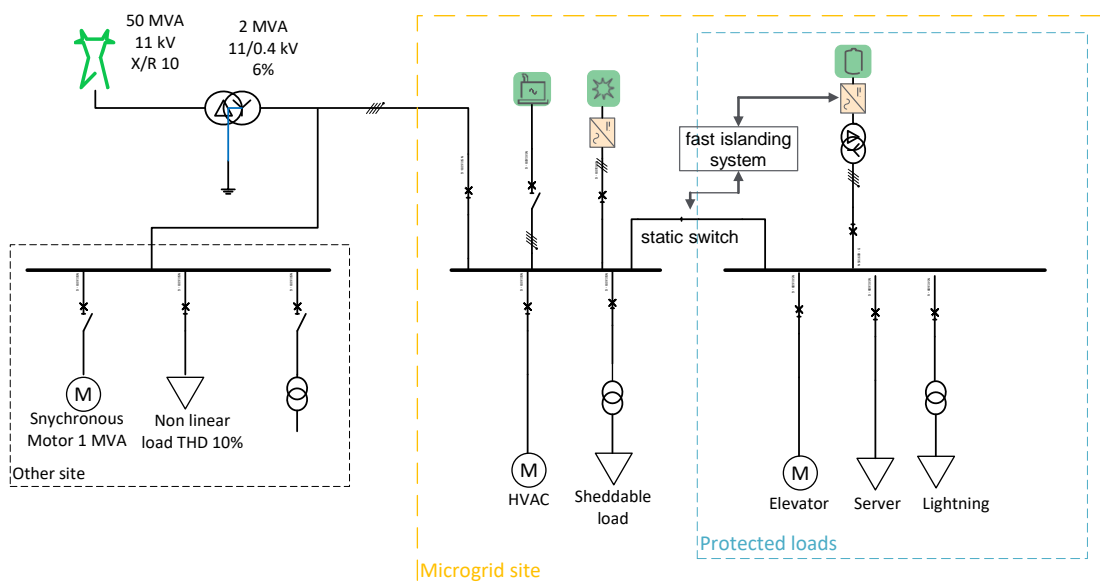 50 MVA
11 kV
X/R 10
2 MVA
11/0.4 kV
6%
fast islanding
system
static switch
M
Snychronous
Motor 1 MVA
Non linear
load THD 10%
Other site
M
HVAC
Sheddable
load
M
Elevator
Server
Lightning
Protected loads
Microgrid site